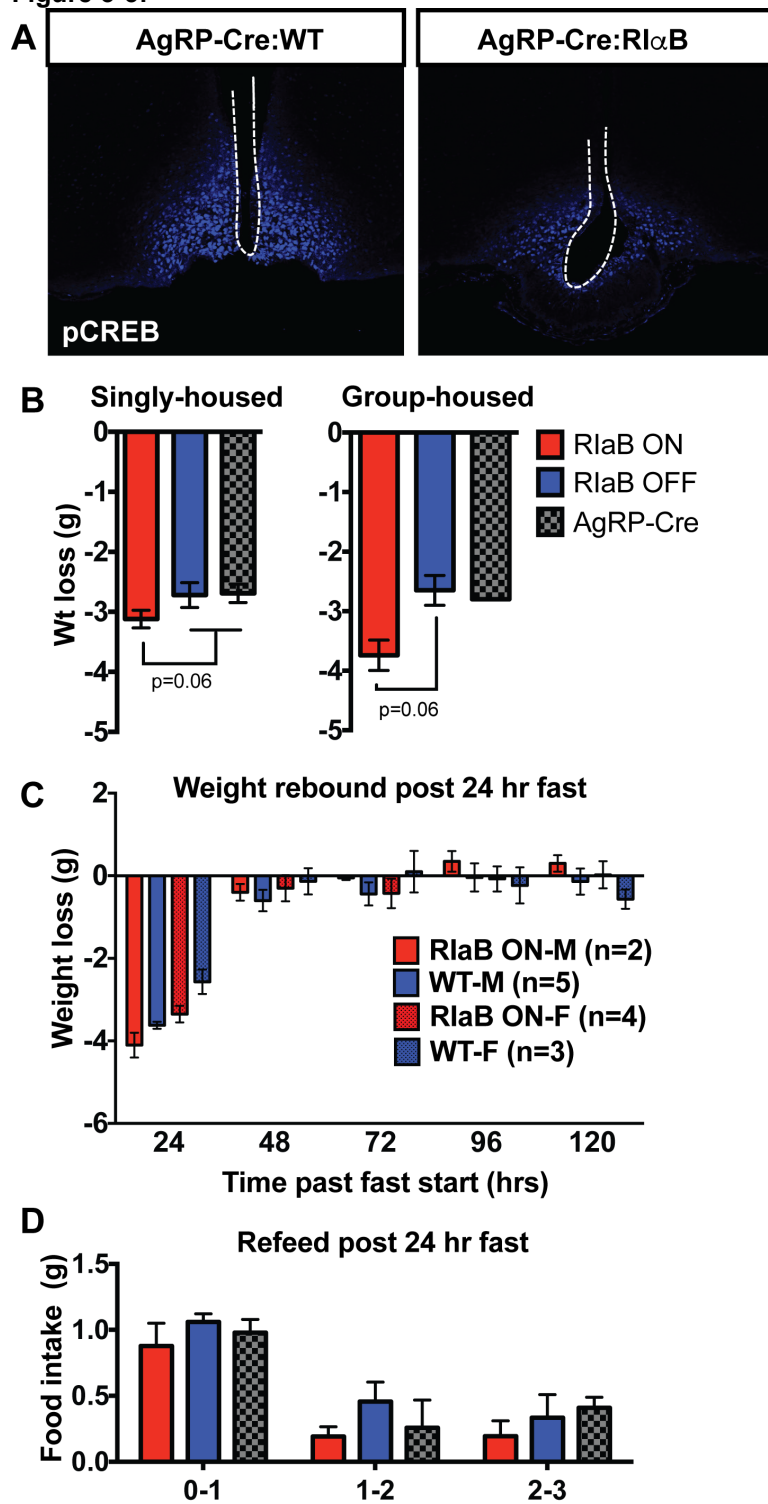 A
AgRP-Cre:WT
AgRP-Cre:RIαB
pCREB
B
Singly-housed
Group-housed
0
-1
-2
-3
-4
-5
Wt loss (g)
p=0.06
0
-1
-2
-3
-4
-5
p=0.06
RIaB ON
RIaB OFF
AgRP-Cre
C
Weight rebound post 24 hr fast
2
0
-2
-4
-6
Weight loss (g)
RIaB ON-M (n=2)
WT-M (n=5)
RIaB ON-F (n=4)
WT-F (n=3)
24 48 72 96 120
Time past fast start (hrs)
D
Refeed post 24 hr fast
1.5
1.0
0.5
0.0
Food intake (g)
0-1 1-2 2-3